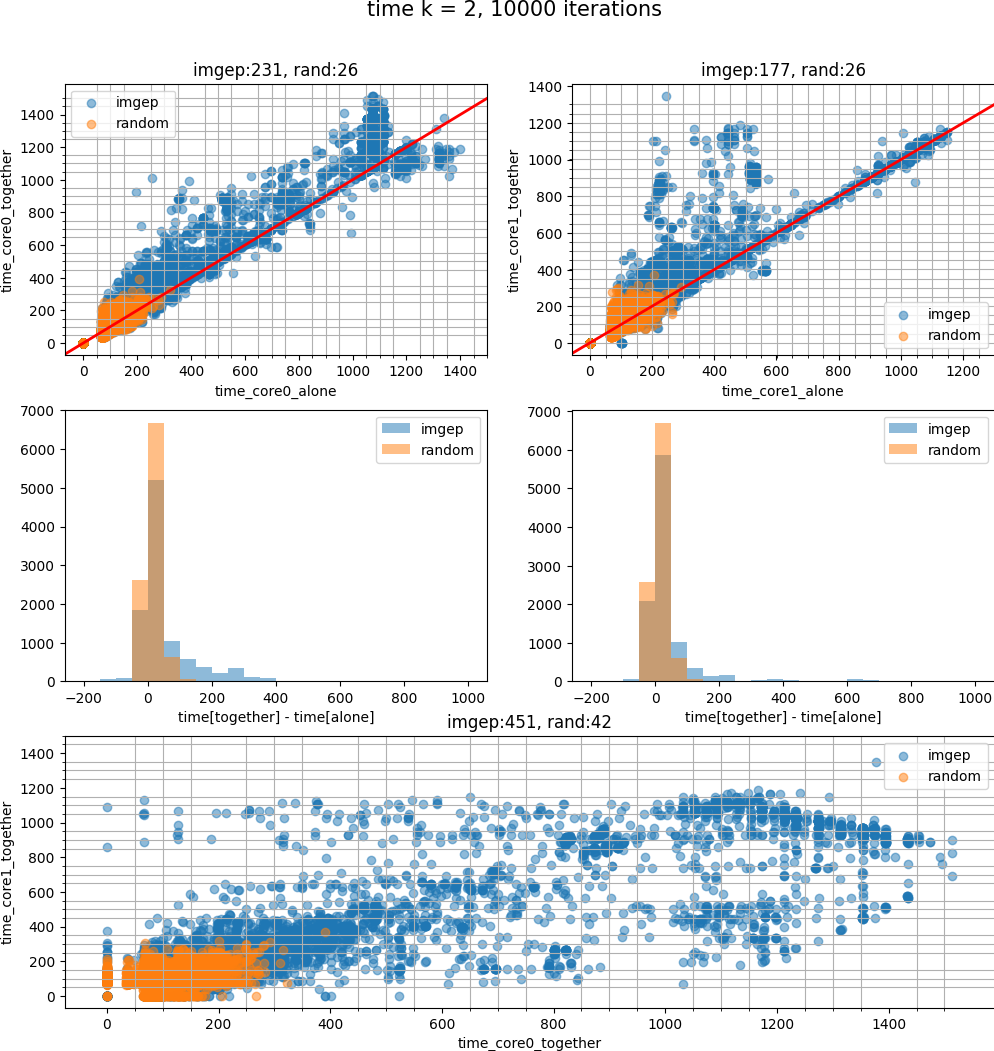 time k = 2, 10000 iterations
imgep:231, rand:26
imgep
random
time_core0_together
1400
1200
1000
800
600
400
200
0
0 200 400 600 800 1000 1200 1400
time_core0_alone
imgep:177, rand:26
time_core1_together
1400
1200
1000
800
600
400
200
0
imgep
random
0 200 400 600 800 1000 1200
time_core1_alone
7000
6000
5000
4000
3000
2000
1000
0
imgep
random
−200 0 200 400 600 800 1000
time[together] - time[alone]
7000
6000
5000
4000
3000
2000
1000
0
imgep
random
−200 0 200 400 600 800 1000
time[together] - time[alone]
imgep:451, rand:42
time_core1_together
1400
1200
1000
800
600
400
200
0
imgep
random
0 200 400 600 800 1000 1200 1400
time_core0_together